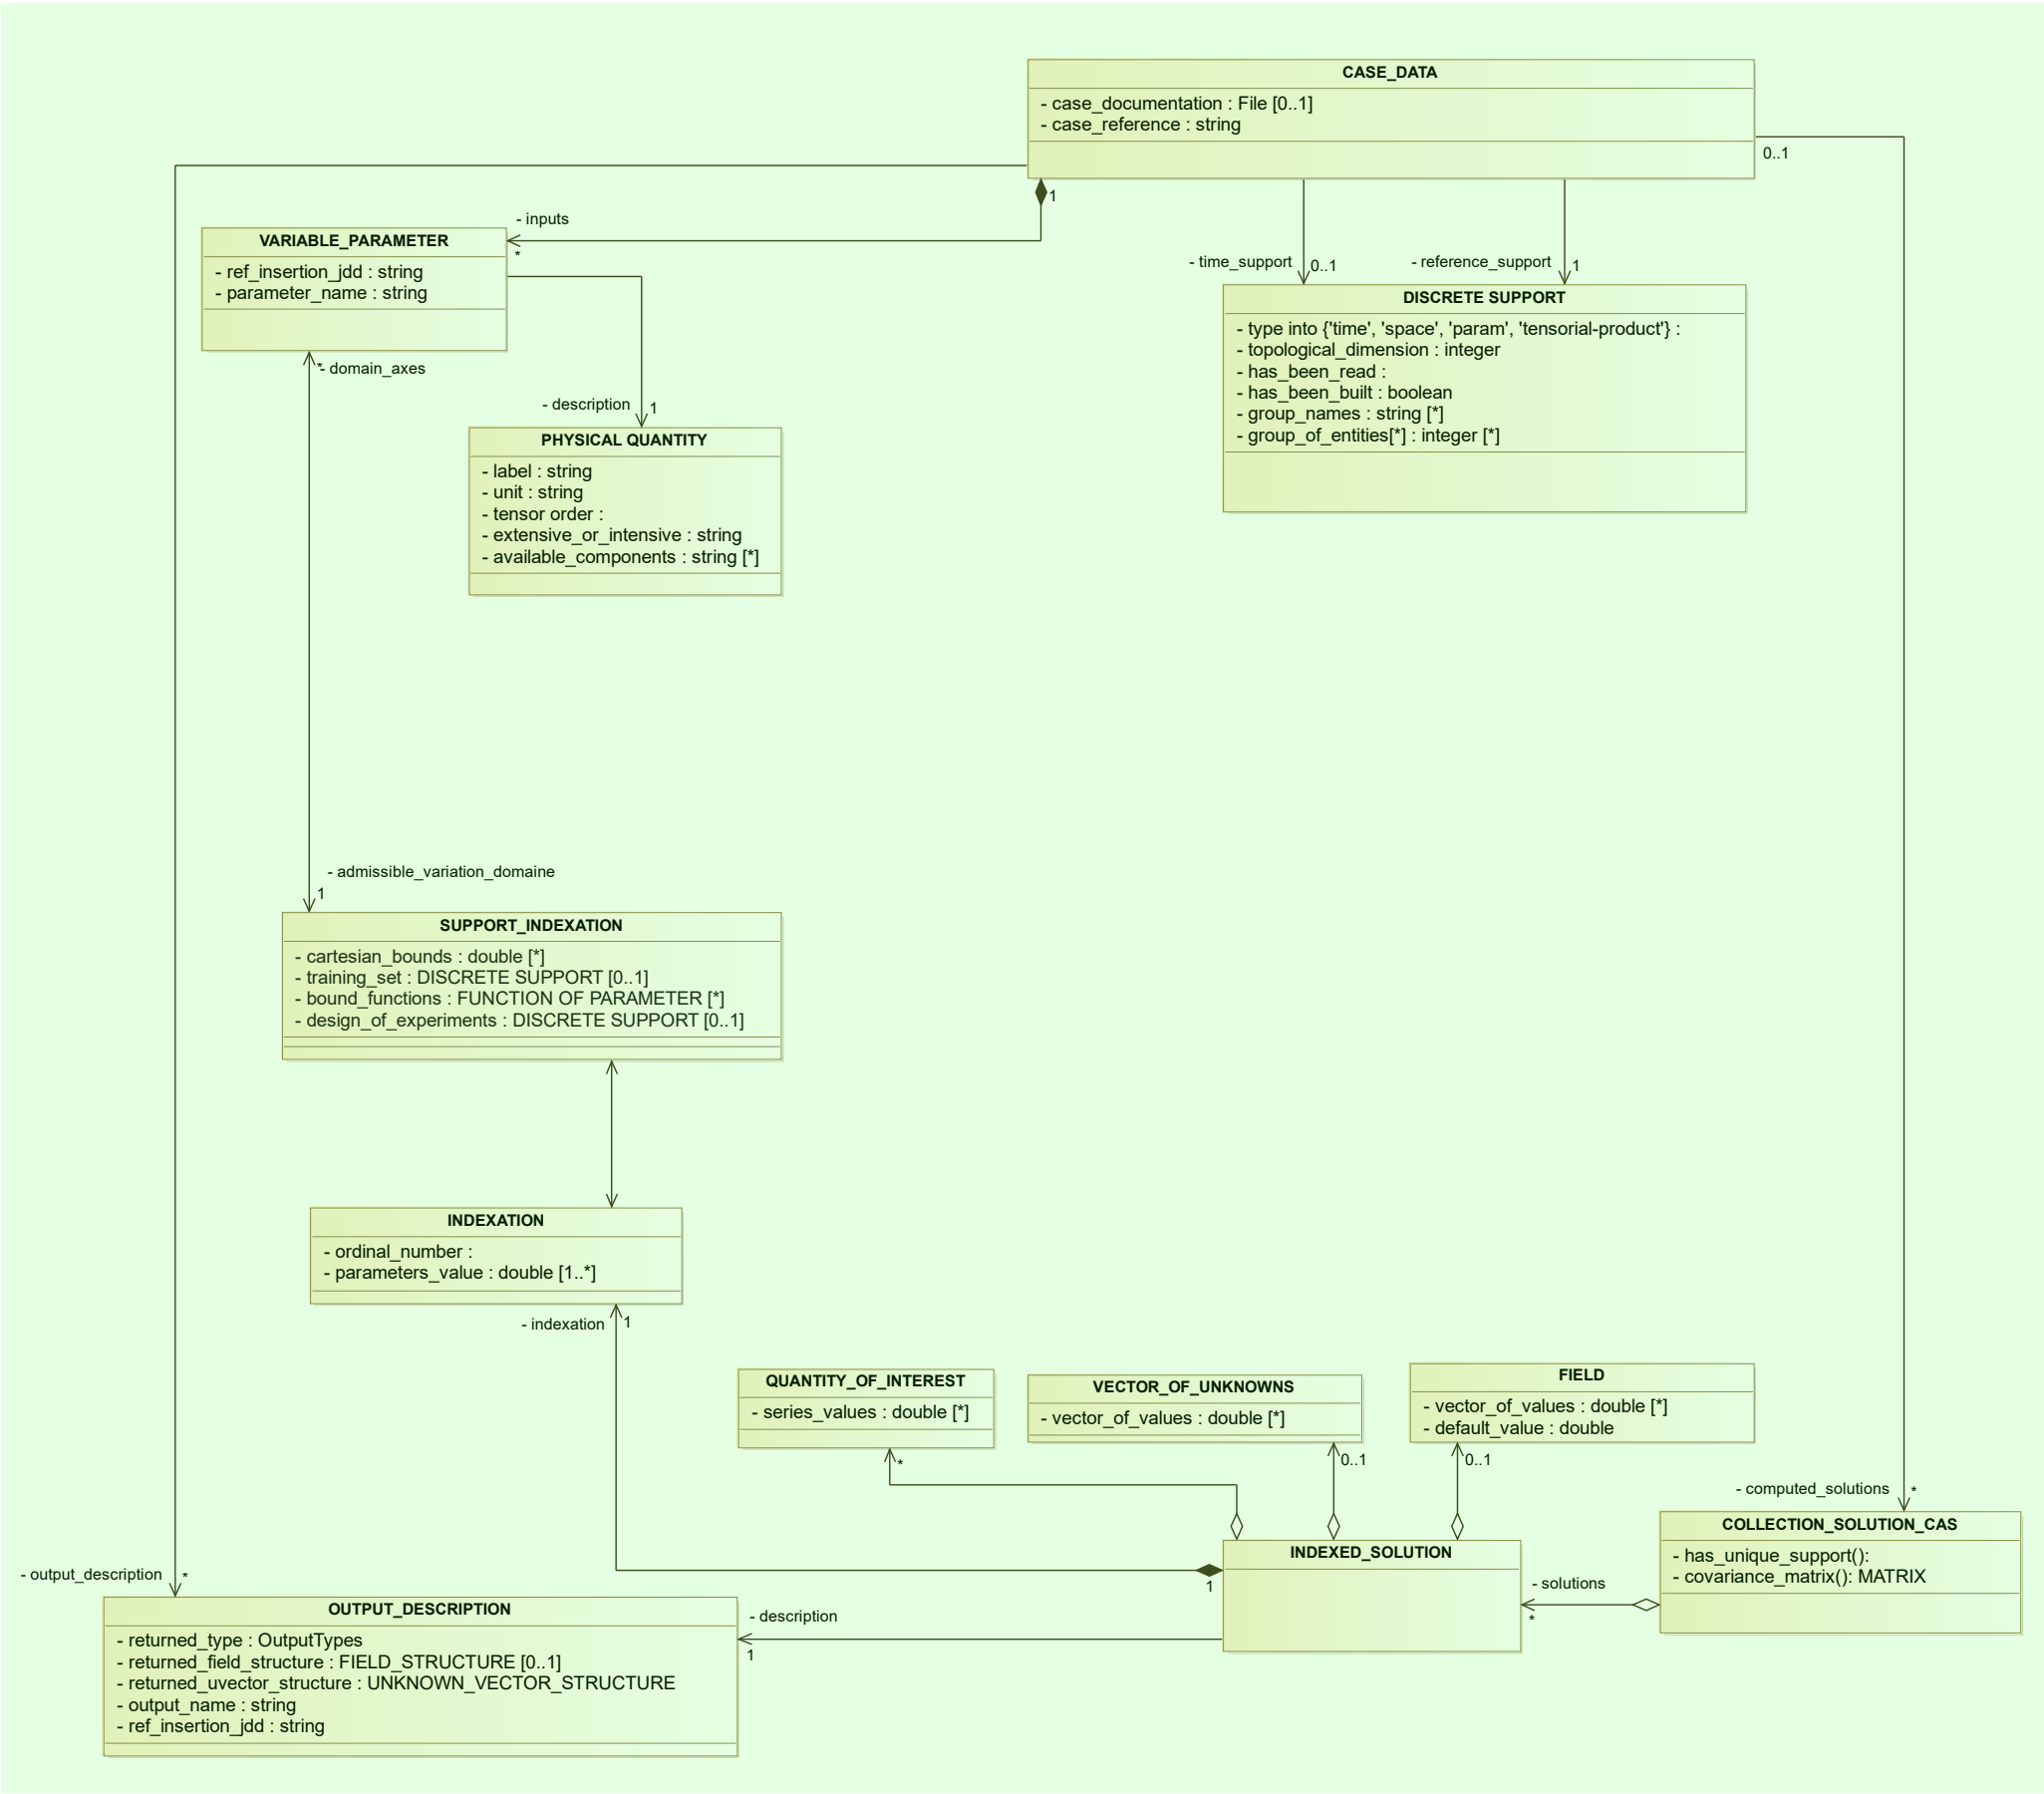 CASE_DATA
- case_documentation : File [0..1]
- case_reference : string
0..1
1
- inputs
*
VARIABLE_PARAMETER
- ref_insertion_jdd : string
- parameter_name : string
- time_support
0..1
- reference_support
1
DISCRETE SUPPORT
- type into {'time', 'space', 'param', 'tensorial-product'} :
- topological_dimension : integer
- has_been_read :
- has_been_built : boolean
- group_names : string [*]
- group_of_entities[*] : integer [*]
*
- domain_axes
- description
1
PHYSICAL QUANTITY
- label : string
- unit : string
- tensor order :
- extensive_or_intensive : string
- available_components : string [*]
- admissible_variation_domaine
1
SUPPORT_INDEXATION
- cartesian_bounds : double [*]
- training_set : DISCRETE SUPPORT [0..1]
- bound_functions : FUNCTION OF PARAMETER [*]
- design_of_experiments : DISCRETE SUPPORT [0..1]
INDEXATION
- ordinal_number :
- parameters_value : double [1..*]
- indexation
1
QUANTITY_OF_INTEREST
- series_values : double [*]
*
VECTOR_OF_UNKNOWNS
- vector_of_values : double [*]
0..1
FIELD
- vector_of_values : double [*]
- default_value : double
0..1
- computed_solutions
*
COLLECTION_SOLUTION_CAS
- has_unique_support():
- covariance_matrix(): MATRIX
INDEXED_SOLUTION
1
- solutions
*
- output_description
*
OUTPUT_DESCRIPTION
- returned_type : OutputTypes
- returned_field_structure : FIELD_STRUCTURE [0..1]
- returned_uvector_structure : UNKNOWN_VECTOR_STRUCTURE
- output_name : string
- ref_insertion_jdd : string
- description
1